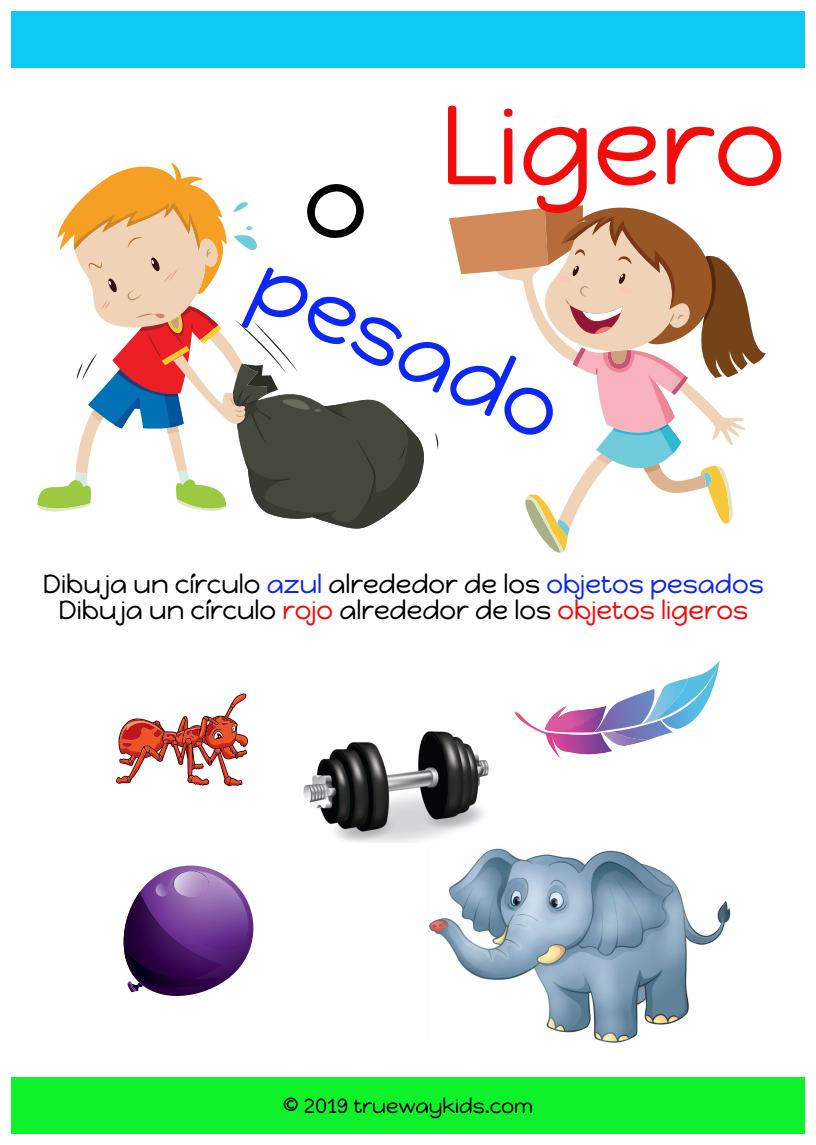 Ligero
o
pesado
Dibuja un círculo azul alrededor de los objetos pesados
Dibuja un círculo rojo alrededor de los objetos ligeros
© 2019 truewaykids.com